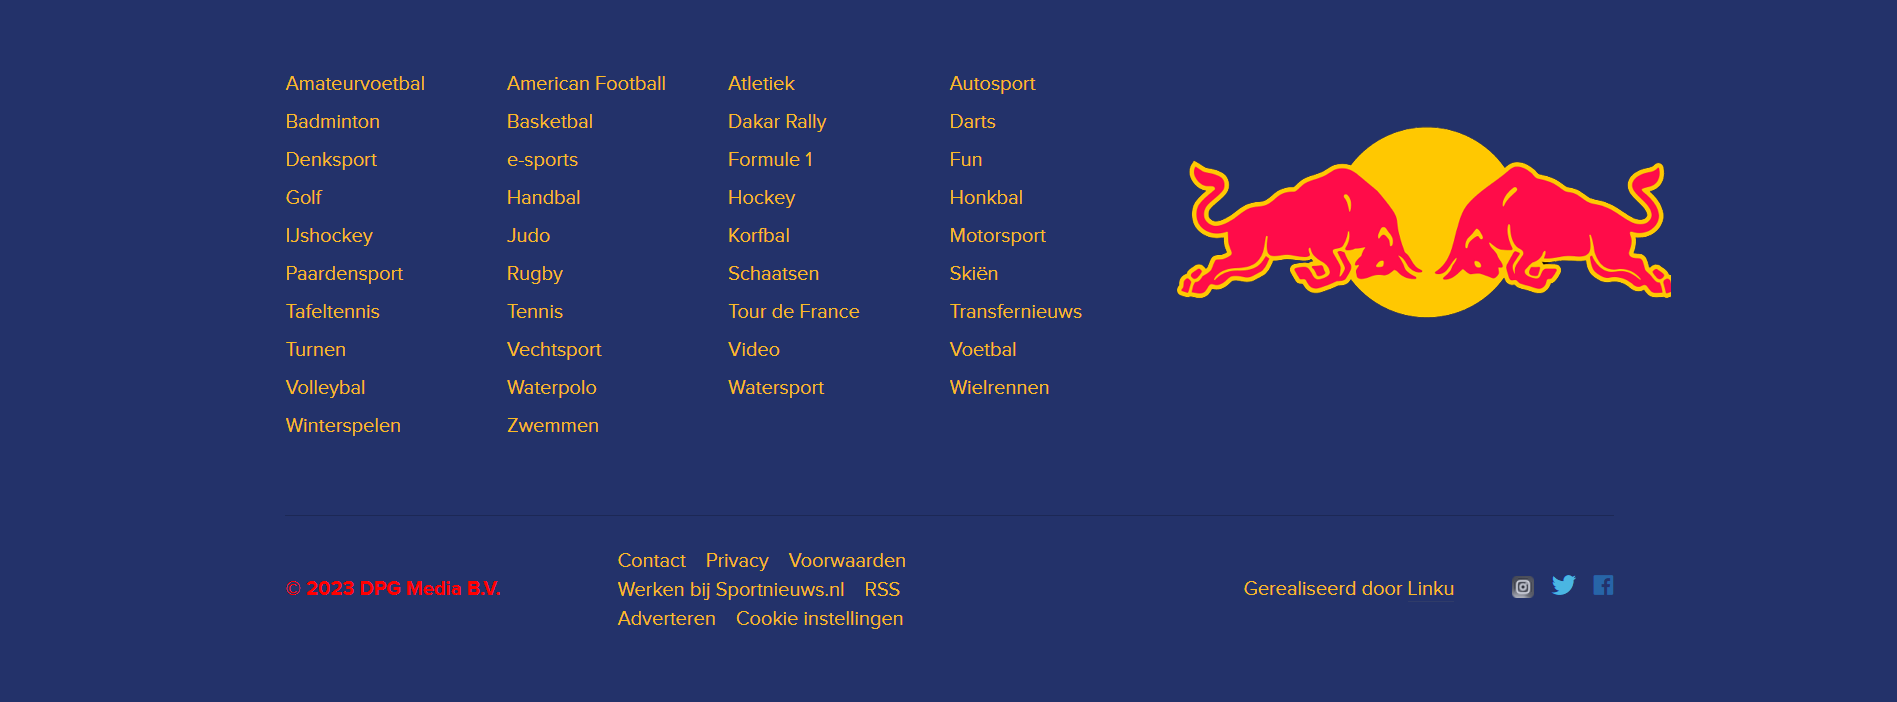 Amateurvoetbal American Football Atletiek Autosport
Badminton Basketbal Dakar Rally Darts
Denksport e-sports Formule 1 Fun
Golf Handbal Hockey Honkbal
IJshockey Judo Korfbal Motorsport
Paardensport Rugby Schaatsen Skiën
Tafeltennis Tennis Tour de France Transfernieuws
Turnen Vechtsport Video Voetbal
Volleybal Waterpolo Watersport Wielrennen
Winterspelen Zwemmen
© 2023 DPG Media B.V.
Contact Privacy Voorwaarden
Werken bij Sportnieuws.nl RSS
Adverteren Cookie instellingen
Gerealiseerd door Linku